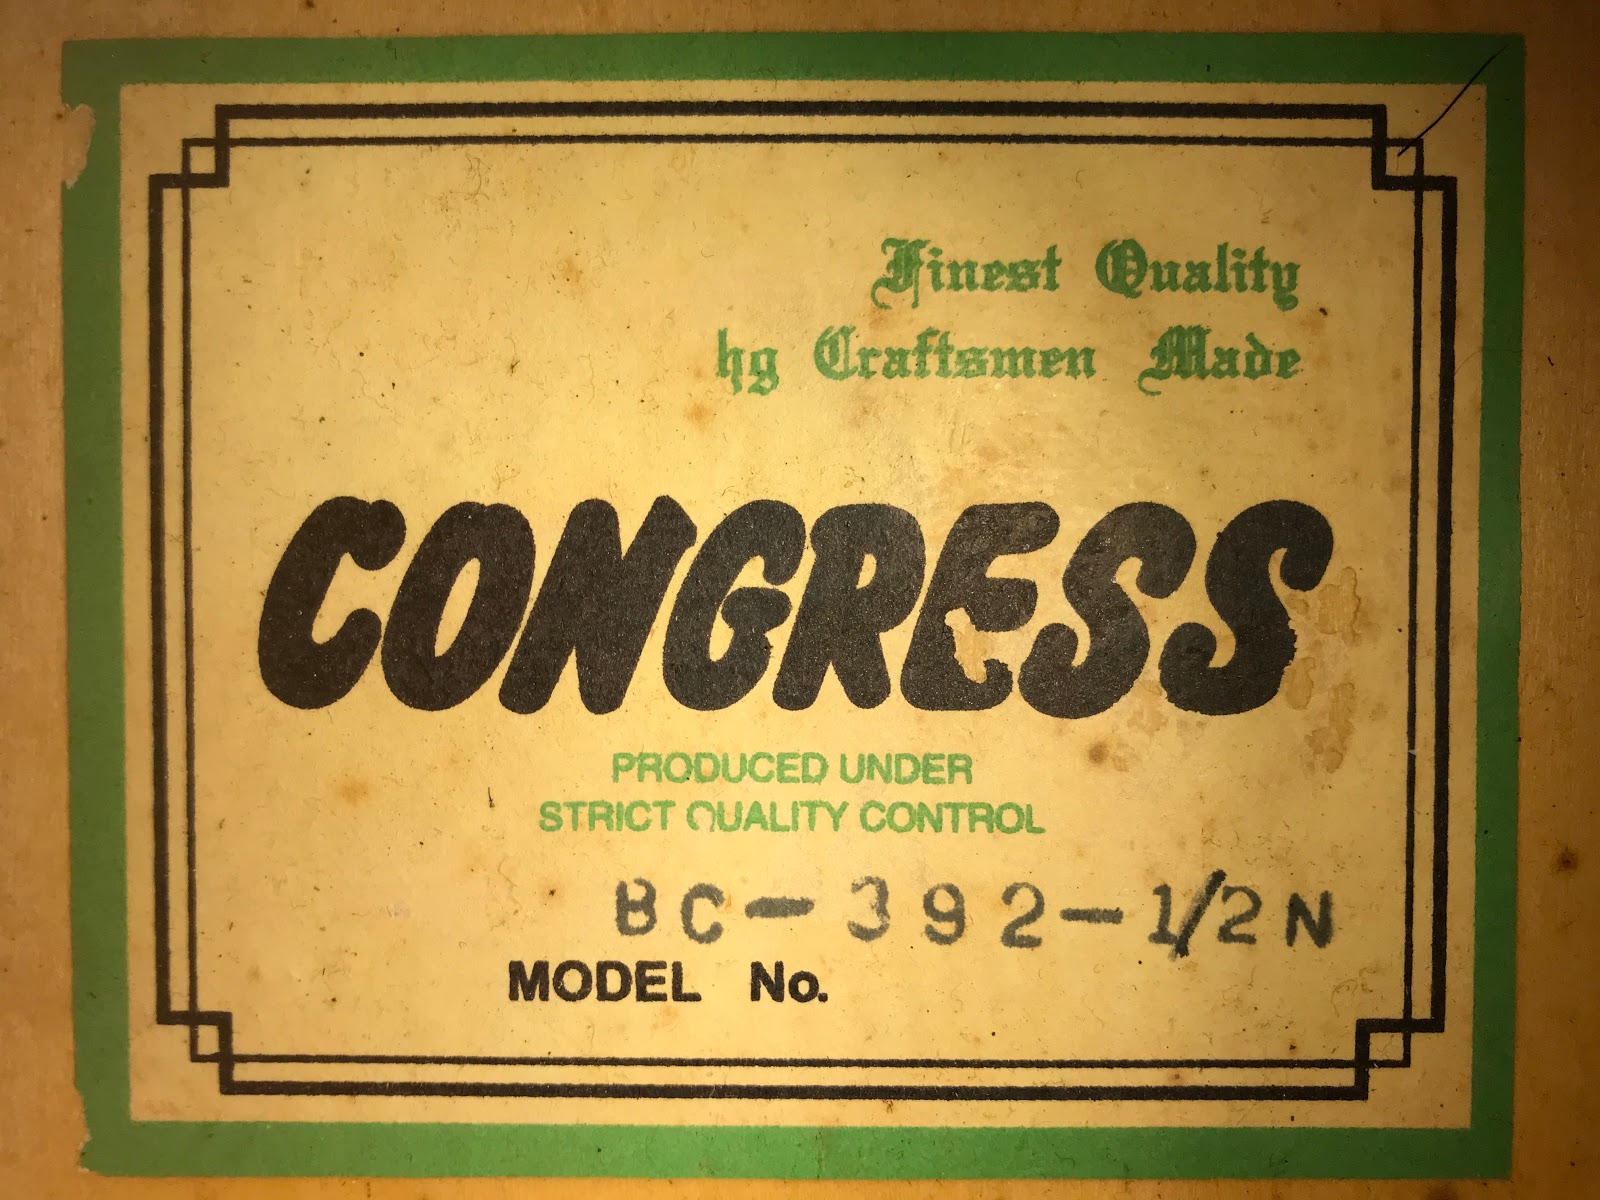 Finest Quality
hg Craftsmen Made
CONGRESS
PRODUCED UNDER
STRICT QUALITY CONTROL
BC-392-1/2N
MODEL No.